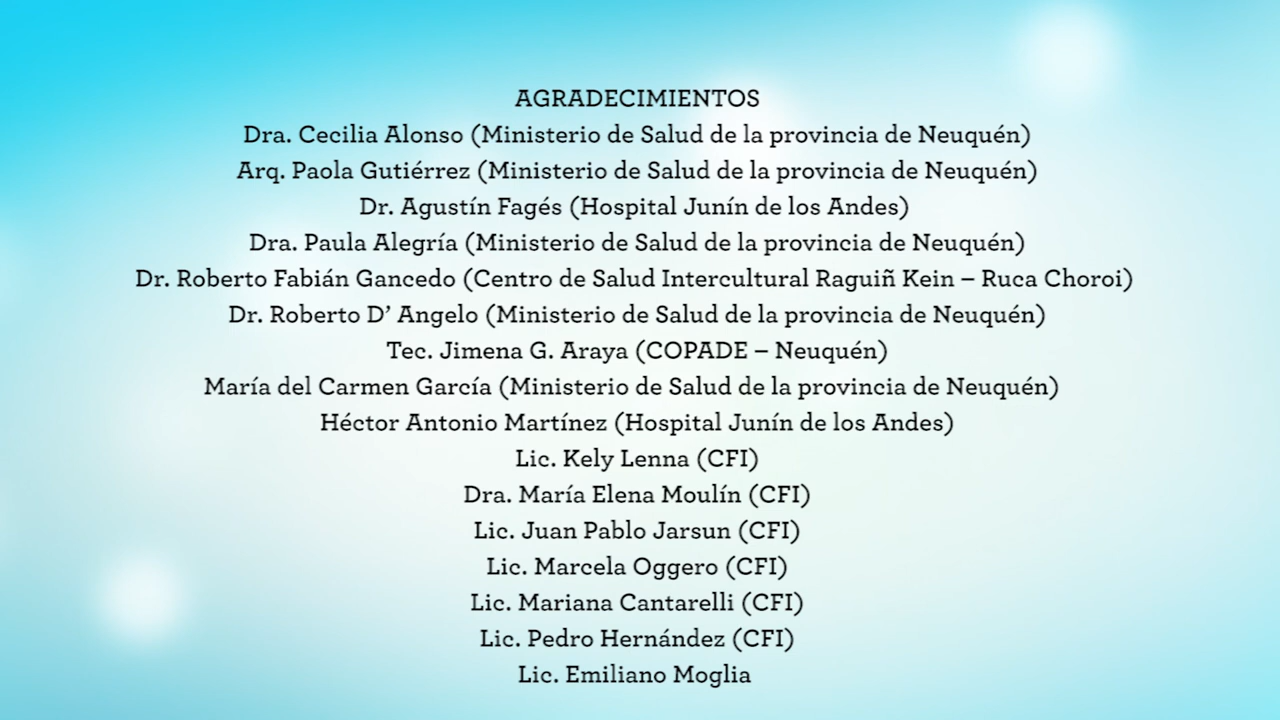 AGRADECIMIENTOS
Dra. Cecilia Alonso (Ministerio de Salud de la provincia de Neuquén)
Arq. Paola Gutiérrez (Ministerio de Salud de la provincia de Neuquén)
Dr. Agustín Fagés (Hospital Junín de los Andes)
Dra. Paula Alegría (Ministerio de Salud de la provincia de Neuquén)
Dr. Roberto Fabián Gancedo (Centro de Salud Intercultural Raguiñ Kein – Ruca Choroi)
Dr. Roberto D’ Angelo (Ministerio de Salud de la provincia de Neuquén)
Tec. Jimena G. Araya (COPADE – Neuquén)
María del Carmen García (Ministerio de Salud de la provincia de Neuquén)
Héctor Antonio Martínez (Hospital Junín de los Andes)
Lic. Kely Lenna (CFI)
Dra. María Elena Moulín (CFI)
Lic. Juan Pablo Jarsun (CFI)
Lic. Marcela Oggero (CFI)
Lic. Mariana Cantarelli (CFI)
Lic. Pedro Hernández (CFI)
Lic. Emiliano Moglia